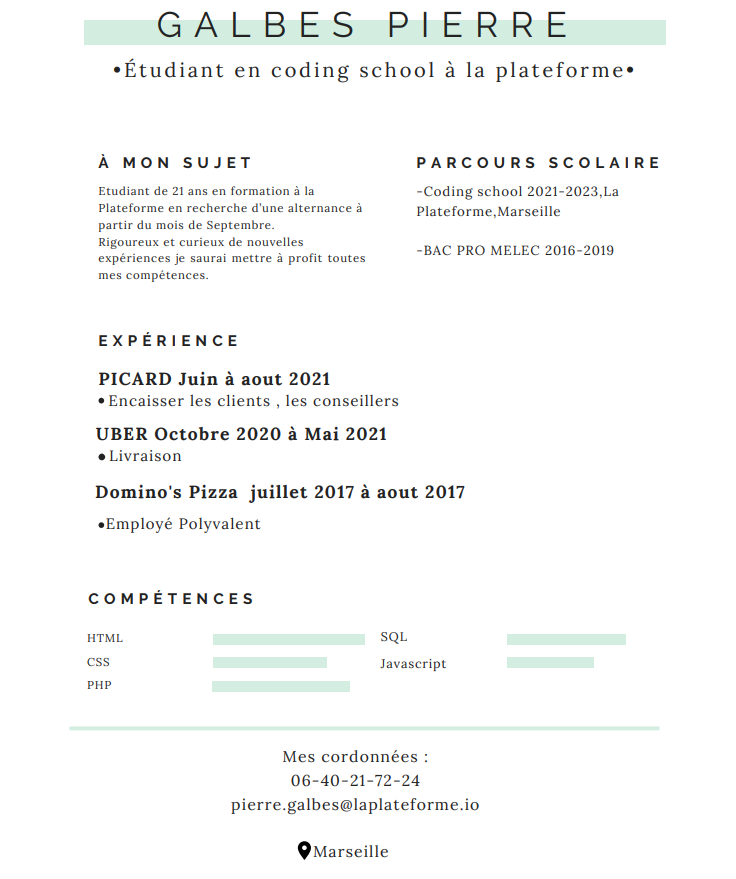 GALBES PIERRE
•Étudiant en coding school à la plateforme•
À MON SUJET
Etudiant de 21 ans en formation à la
Plateforme en recherche d'une alternance à
partir du mois de Septembre.
Rigoureux et curieux de nouvelles
expériences je saurai mettre à profit toutes
mes compétences.
PARCOURS SCOLAIRE
-Coding school 2021-2023,La
Plateforme,Marseille
-BAC PRO MELEC 2016-2019
EXPÉRIENCE
PICARD Juin à aout 2021
• Encaisser les clients , les conseillers
UBER Octobre 2020 à Mai 2021
• Livraison
Domino's Pizza juillet 2017 à aout 2017
•Employé Polyvalent
COMPÉTENCES
HTML
CSS
PHP
SQL
Javascript
Mes cordonnées :
06-40-21-72-24
pierre.galbes@laplateforme.io
Marseille